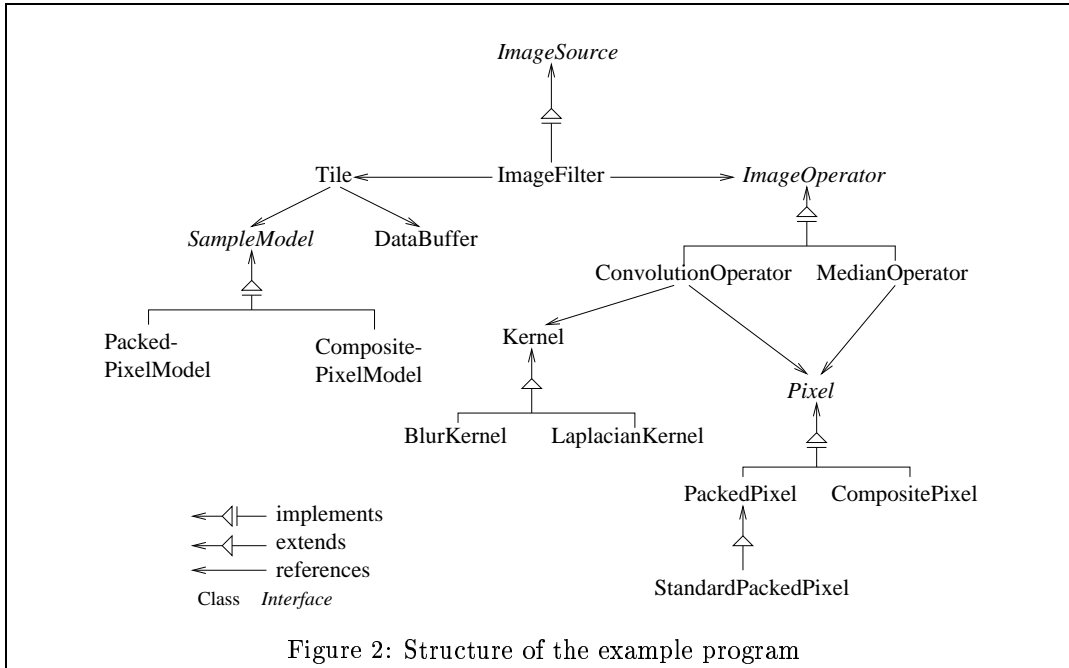 ImageSource
Tile
ImageFilter
ImageOperator
SampleModel
DataBuffer
ConvolutionOperator
MedianOperator
Packed-
PixelModel
Composite-
PixelModel
Kernel
Pixel
BlurKernel
LaplacianKernel
PackedPixel
CompositePixel
StandardPackedPixel
implements
extends
references
Class Interface
Figure 2: Structure of the example program